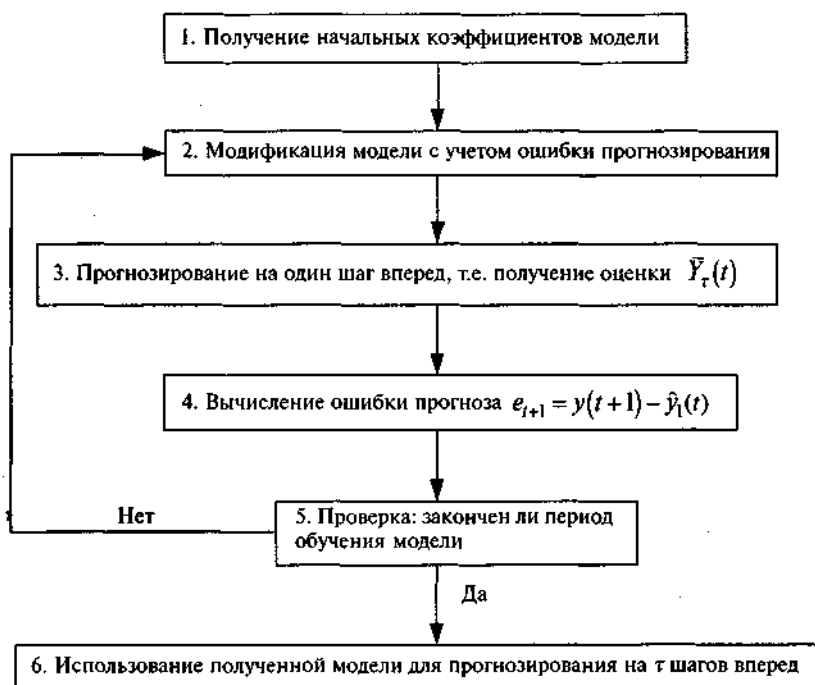 1. Получение начальных коэффициентов модели
2. Модификация модели с учетом ошибки прогнозирования
3. Прогнозирование на один шаг вперед, т.е. получение оценки Ȳ_τ(t)
4. Вычисление ошибки прогноза e_{t+1} = y(t+1) − ŷ₁(t)
Нет
5. Проверка: закончен ли период
обучения модели
Да
6. Использование полученной модели для прогнозирования на τ шагов вперед